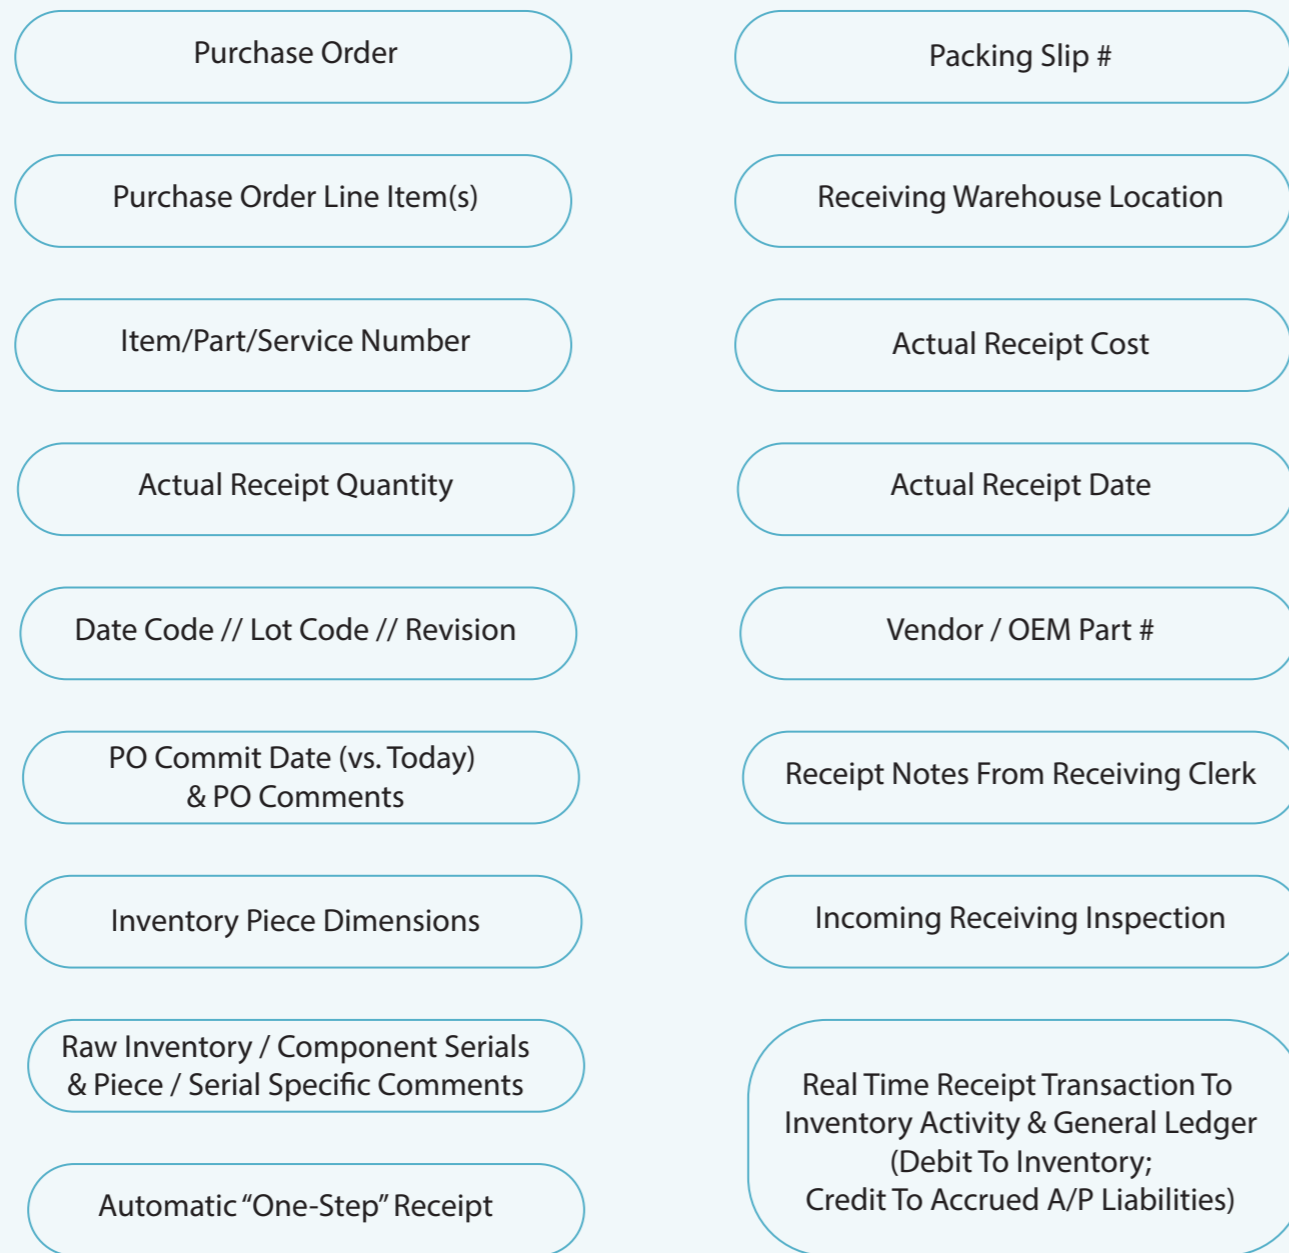 Purchase Order
Packing Slip #
Purchase Order Line Item(s)
Receiving Warehouse Location
Item/Part/Service Number
Actual Receipt Cost
Actual Receipt Quantity
Actual Receipt Date
Date Code // Lot Code // Revision
Vendor / OEM Part #
PO Commit Date (vs. Today)
& PO Comments
Receipt Notes From Receiving Clerk
Inventory Piece Dimensions
Incoming Receiving Inspection
Raw Inventory / Component Serials
& Piece / Serial Specific Comments
Real Time Receipt Transaction To
Inventory Activity & General Ledger
(Debit To Inventory;
Credit To Accrued A/P Liabilities)
Automatic “One-Step” Receipt